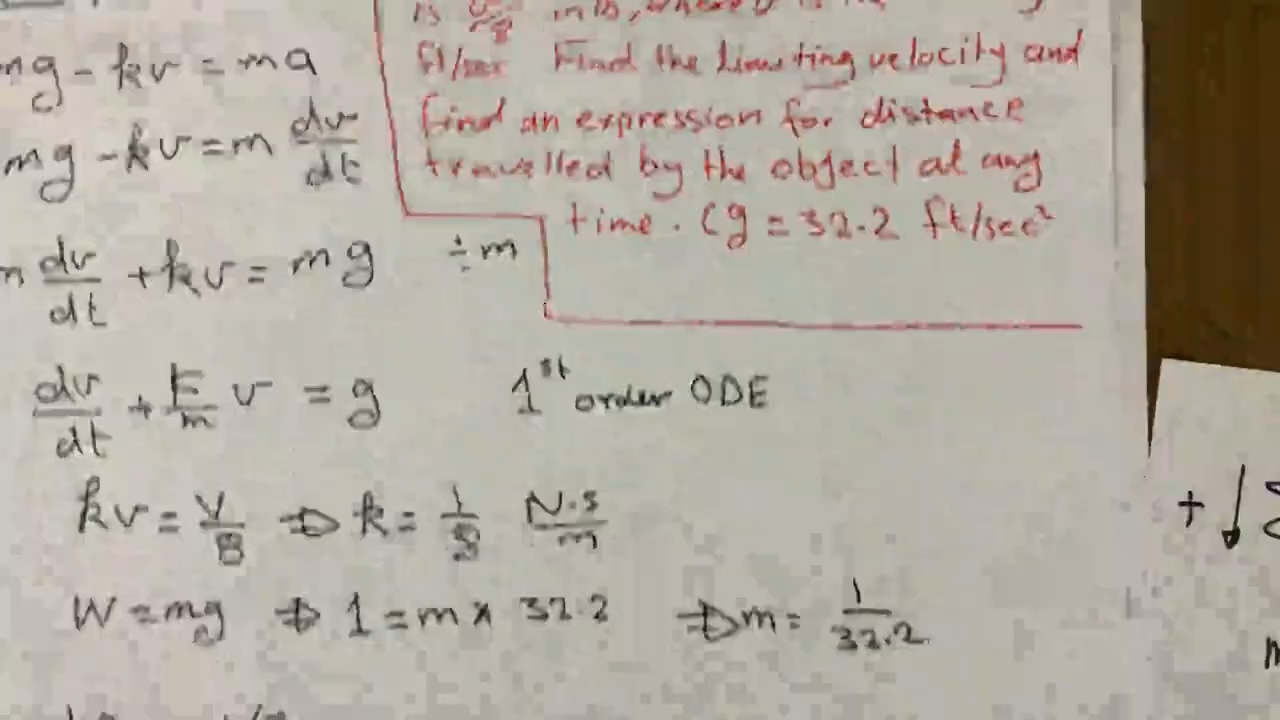 ft/sec Find the limiting velocity and
find an expression for distance
travelled by the object at any
time. (g = 32.2 ft/sec²
mg - kv = ma
mg - kv = m dv/dt
m dv/dt + kv = mg ÷m
dv/dt + k/m v = g 1st order ODE
kv = v/8 ⇒ k = 1/8 N.s/m
W = mg ⇒ 1 = m x 32.2 ⇒ m = 1/32.2
+ ↓